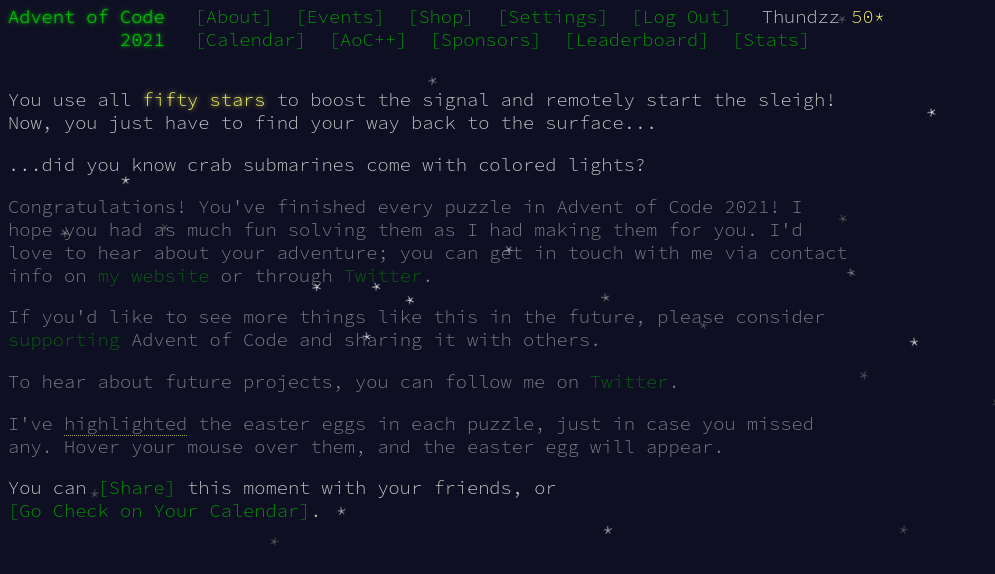 Advent of Code [About] [Events] [Shop] [Settings] [Log Out] Thundzz 50*
2021 [Calendar] [AoC++] [Sponsors] [Leaderboard] [Stats]
You use all fifty stars to boost the signal and remotely start the sleigh!
Now, you just have to find your way back to the surface...
...did you know crab submarines come with colored lights?
Congratulations! You've finished every puzzle in Advent of Code 2021! I
hope you had as much fun solving them as I had making them for you. I'd
love to hear about your adventure; you can get in touch with me via contact
info on my website or through Twitter.
If you'd like to see more things like this in the future, please consider
supporting Advent of Code and sharing it with others.
To hear about future projects, you can follow me on Twitter.
I've highlighted the easter eggs in each puzzle, just in case you missed
any. Hover your mouse over them, and the easter egg will appear.
You can [Share] this moment with your friends, or
[Go Check on Your Calendar].